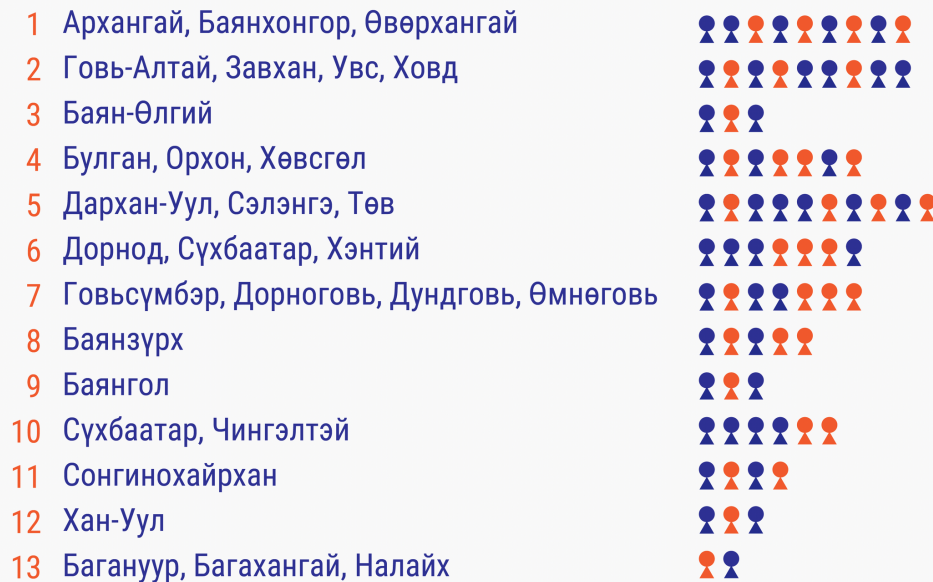 1 Архангай, Баянхонгор, Өвөрхангай
2 Говь-Алтай, Завхан, Увс, Ховд
3 Баян-Өлгий
4 Булган, Орхон, Хөвсгөл
5 Дархан-Уул, Сэлэнгэ, Төв
6 Дорнод, Сүхбаатар, Хэнтий
7 Говьсүмбэр, Дорноговь, Дундговь, Өмнөговь
8 Баянзүрх
9 Баянгол
10 Сүхбаатар, Чингэлтэй
11 Сонгинохайрхан
12 Хан-Уул
13 Багануур, Багахангай, Налайх